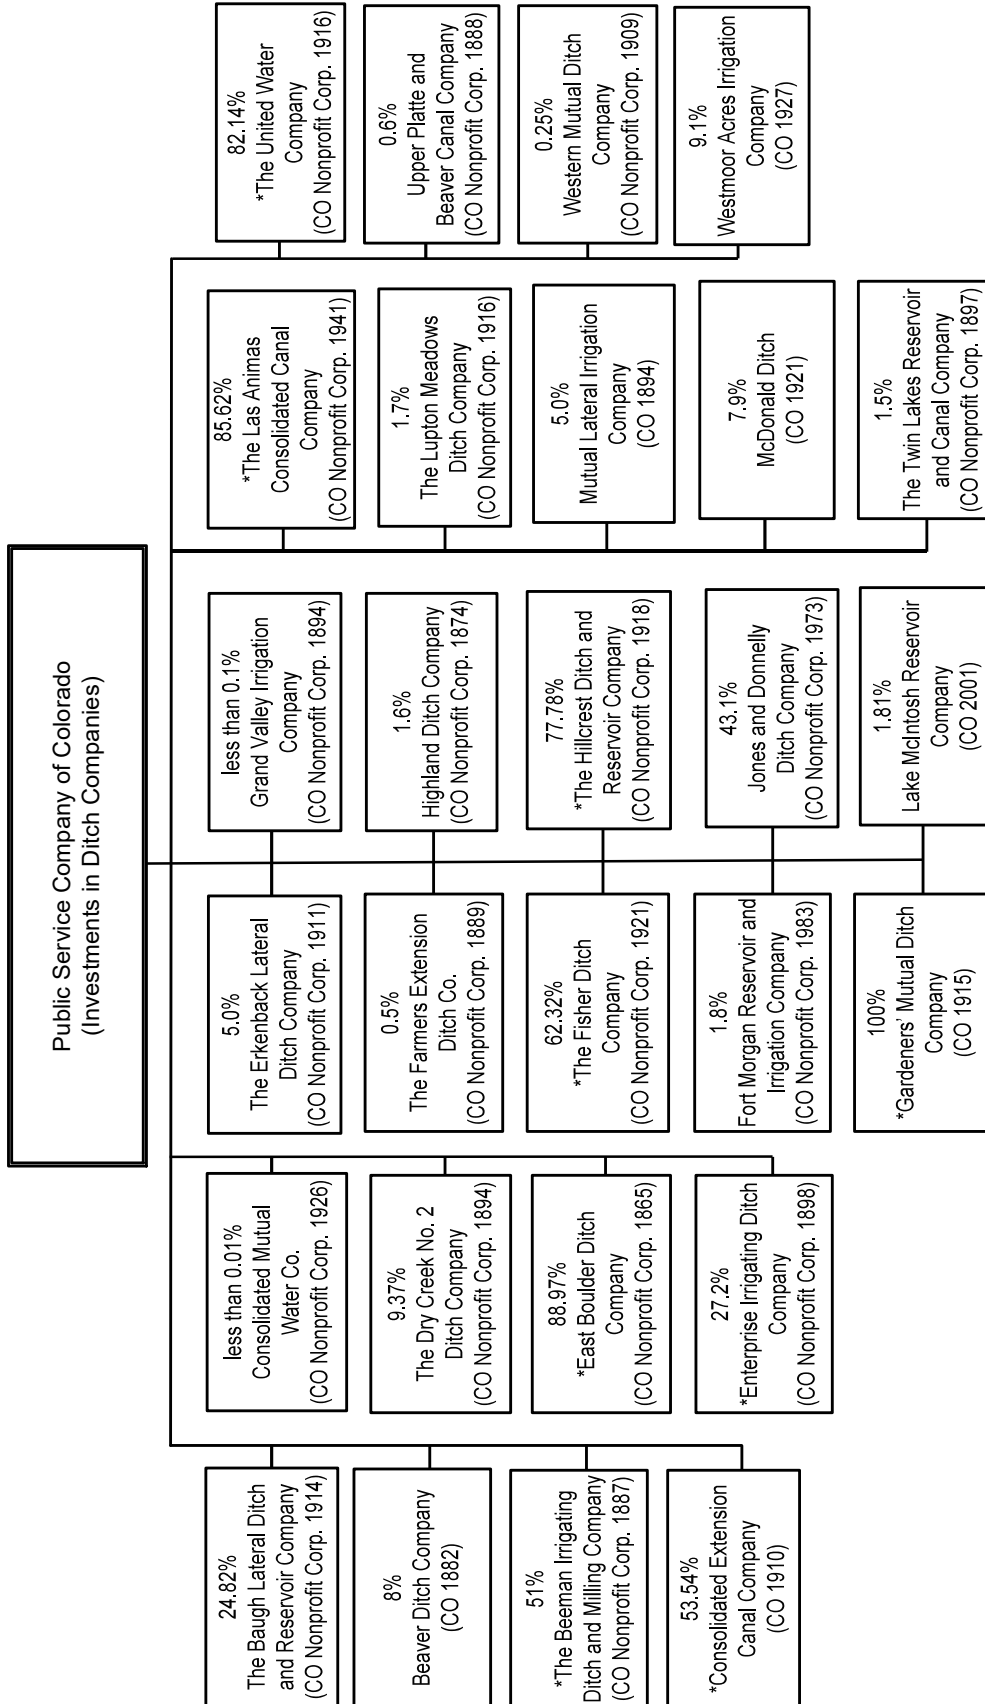 Public Service Company of Colorado
(Investments in Ditch Companies)
24.82%
The Baugh Lateral Ditch
and Reservoir Company
(CO Nonprofit Corp. 1914)
8%
Beaver Ditch Company
(CO 1882)
51%
*The Beeman Irrigating
Ditch and Milling Company
(CO Nonprofit Corp. 1887)
53.54%
*Consolidated Extension
Canal Company
(CO 1910)
less than 0.01%
Consolidated Mutual
Water Co.
(CO Nonprofit Corp. 1926)
9.37%
The Dry Creek No. 2
Ditch Company
(CO Nonprofit Corp. 1894)
88.97%
*East Boulder Ditch
Company
(CO Nonprofit Corp. 1865)
27.2%
*Enterprise Irrigating Ditch
Company
(CO Nonprofit Corp. 1898)
5.0%
The Erkenback Lateral
Ditch Company
(CO Nonprofit Corp. 1911)
0.5%
The Farmers Extension
Ditch Co.
(CO Nonprofit Corp. 1889)
62.32%
*The Fisher Ditch
Company
(CO Nonprofit Corp. 1921)
1.8%
Fort Morgan Reservoir and
Irrigation Company
(CO Nonprofit Corp. 1983)
100%
*Gardeners' Mutual Ditch
Company
(CO 1915)
less than 0.1%
Grand Valley Irrigation
Company
(CO Nonprofit Corp. 1894)
1.6%
Highland Ditch Company
(CO Nonprofit Corp. 1874)
77.78%
*The Hillcrest Ditch and
Reservoir Company
(CO Nonprofit Corp. 1918)
43.1%
Jones and Donnelly
Ditch Company
(CO Nonprofit Corp. 1973)
1.81%
Lake McIntosh Reservoir
Company
(CO 2001)
85.62%
*The Las Animas
Consolidated Canal
Company
(CO Nonprofit Corp. 1941)
1.7%
The Lupton Meadows
Ditch Company
(CO Nonprofit Corp. 1916)
5.0%
Mutual Lateral Irrigation
Company
(CO 1894)
7.9%
McDonald Ditch
(CO 1921)
1.5%
The Twin Lakes Reservoir
and Canal Company
(CO Nonprofit Corp. 1897)
82.14%
*The United Water
Company
(CO Nonprofit Corp. 1916)
0.6%
Upper Platte and
Beaver Canal Company
(CO Nonprofit Corp. 1888)
0.25%
Western Mutual Ditch
Company
(CO Nonprofit Corp. 1909)
9.1%
Westmoor Acres Irrigation
Company
(CO 1927)